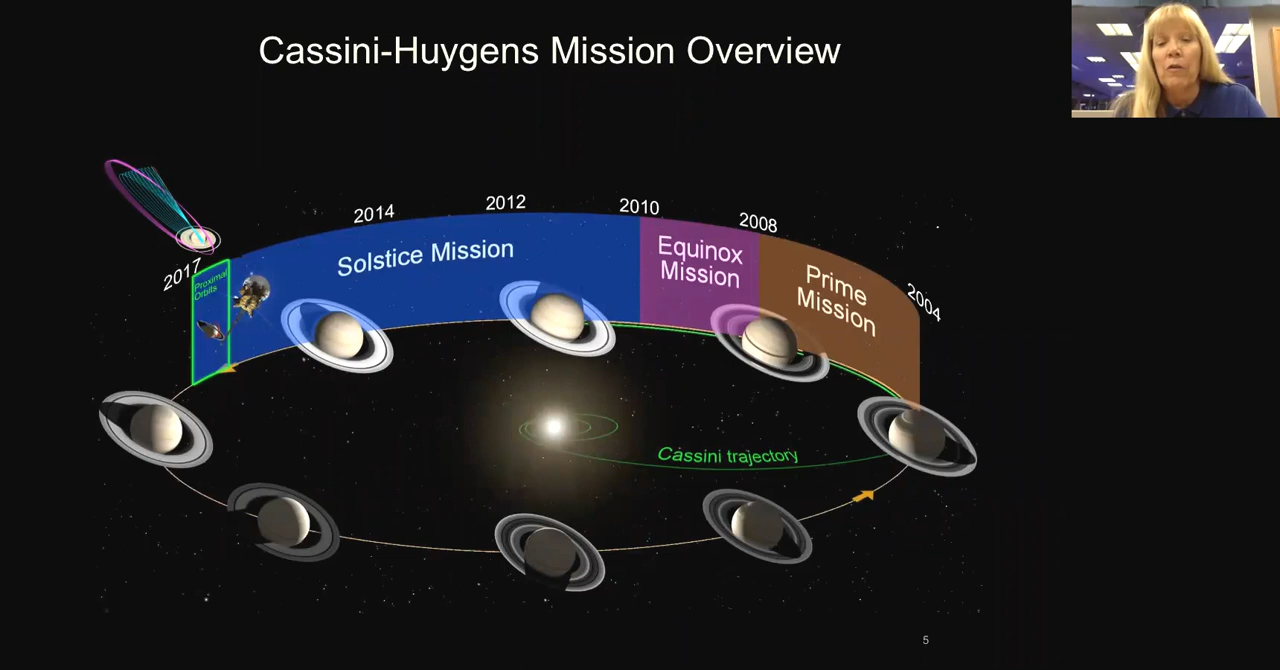 Cassini-Huygens Mission Overview
2014
2012
2010
2008
2004
2017
Proximal
Orbits
Solstice Mission
Equinox
Mission
Prime
Mission
Cassini trajectory
5